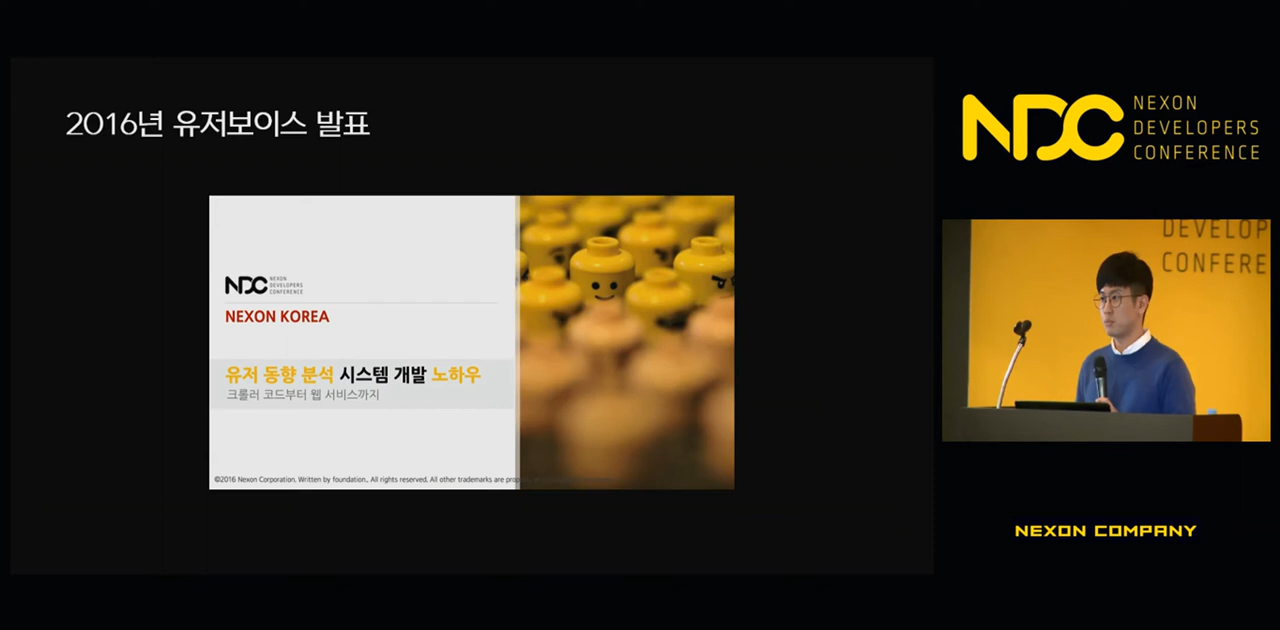 2016년 유저보이스 발표
NDC NEXON
DEVELOPERS
CONFERENCE
NEXON KOREA
유저 동향 분석 시스템 개발 노하우
크롤러 코드부터 웹 서비스까지
©2016 Nexon Corporation. Written by foundation. All rights reserved. All other trademarks are
NDC NEXON
DEVELOPERS
CONFERENCE
DEVELOP
CONFERE
NEXON COMPANY